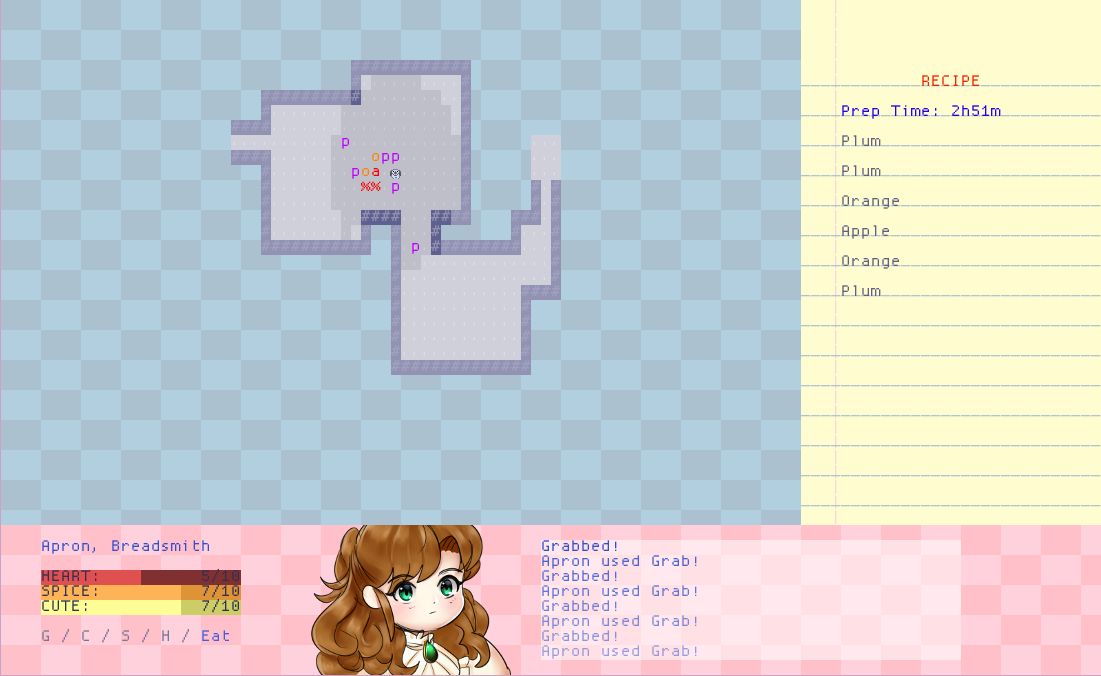 RECIPE
Prep Time: 2h51m
Plum
Plum
Orange
Apple
Orange
Plum
p
opp
poa
%% p
p
Apron, Breadsmith
HEART: 5/10
SPICE: 7/10
CUTE: 7/10
G / C / S / H / Eat
Grabbed!
Apron used Grab!
Grabbed!
Apron used Grab!
Grabbed!
Apron used Grab!
Grabbed!
Apron used Grab!